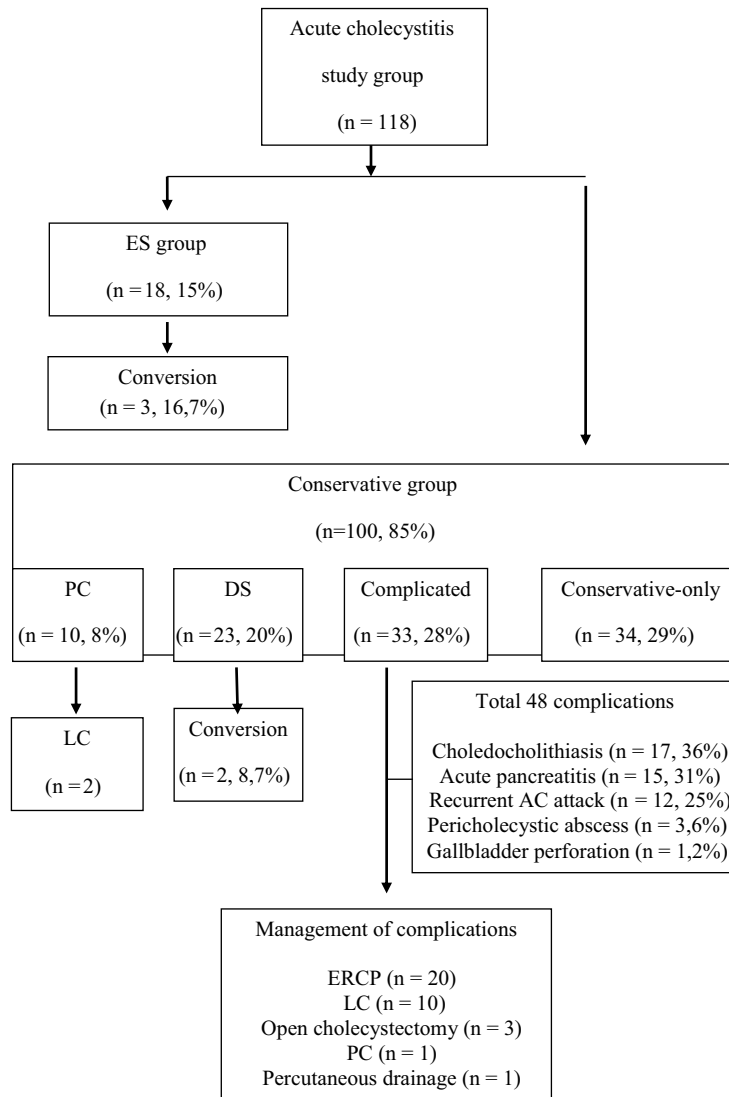 Acute cholecystitis
study group
(n = 118)
ES group
(n = 18, 15%)
Conversion
(n = 3, 16,7%)
Conservative group
(n=100, 85%)
PC
(n = 10, 8%)
DS
(n = 23, 20%)
Complicated
(n = 33, 28%)
Conservative-only
(n = 34, 29%)
LC
(n = 2)
Conversion
(n = 2, 8,7%)
Total 48 complications
Choledocholithiasis (n = 17, 36%)
Acute pancreatitis (n = 15, 31%)
Recurrent AC attack (n = 12, 25%)
Pericholecystic abscess (n = 3,6%)
Gallbladder perforation (n = 1,2%)
Management of complications
ERCP (n = 20)
LC (n = 10)
Open cholecystectomy (n = 3)
PC (n = 1)
Percutaneous drainage (n = 1)